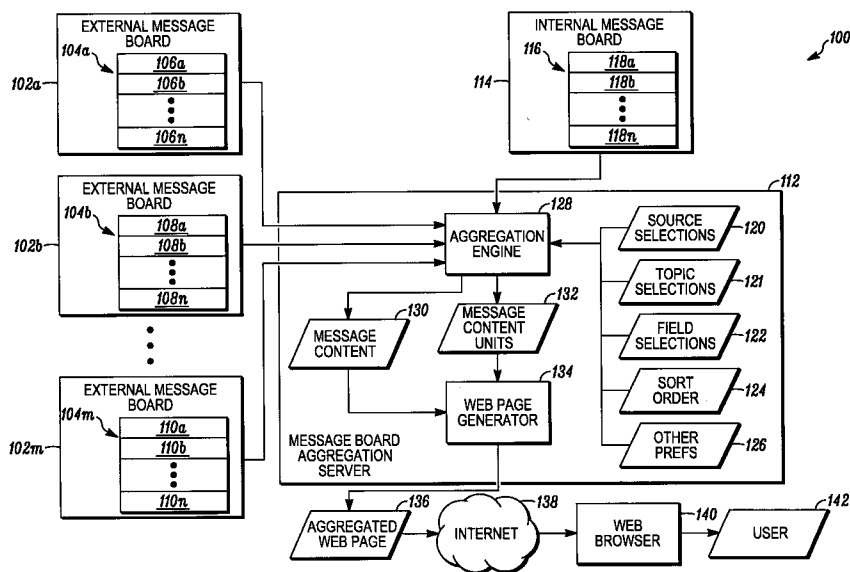 EXTERNAL MESSAGE
BOARD
104a
106a
106b
106n
102a
EXTERNAL MESSAGE
BOARD
104b
108a
108b
108n
102b
EXTERNAL MESSAGE
BOARD
104m
110a
110b
110n
102m
INTERNAL MESSAGE
BOARD
116
118a
118b
118n
114
100
112
128
AGGREGATION
ENGINE
130
MESSAGE
CONTENT
132
MESSAGE
CONTENT
UNITS
134
WEB PAGE
GENERATOR
MESSAGE BOARD
AGGREGATION
SERVER
SOURCE
SELECTIONS
120
TOPIC
SELECTIONS
121
FIELD
SELECTIONS
122
SORT
ORDER
124
OTHER
PREFS
126
136
AGGREGATED
WEB PAGE
138
INTERNET
140
WEB
BROWSER
142
USER